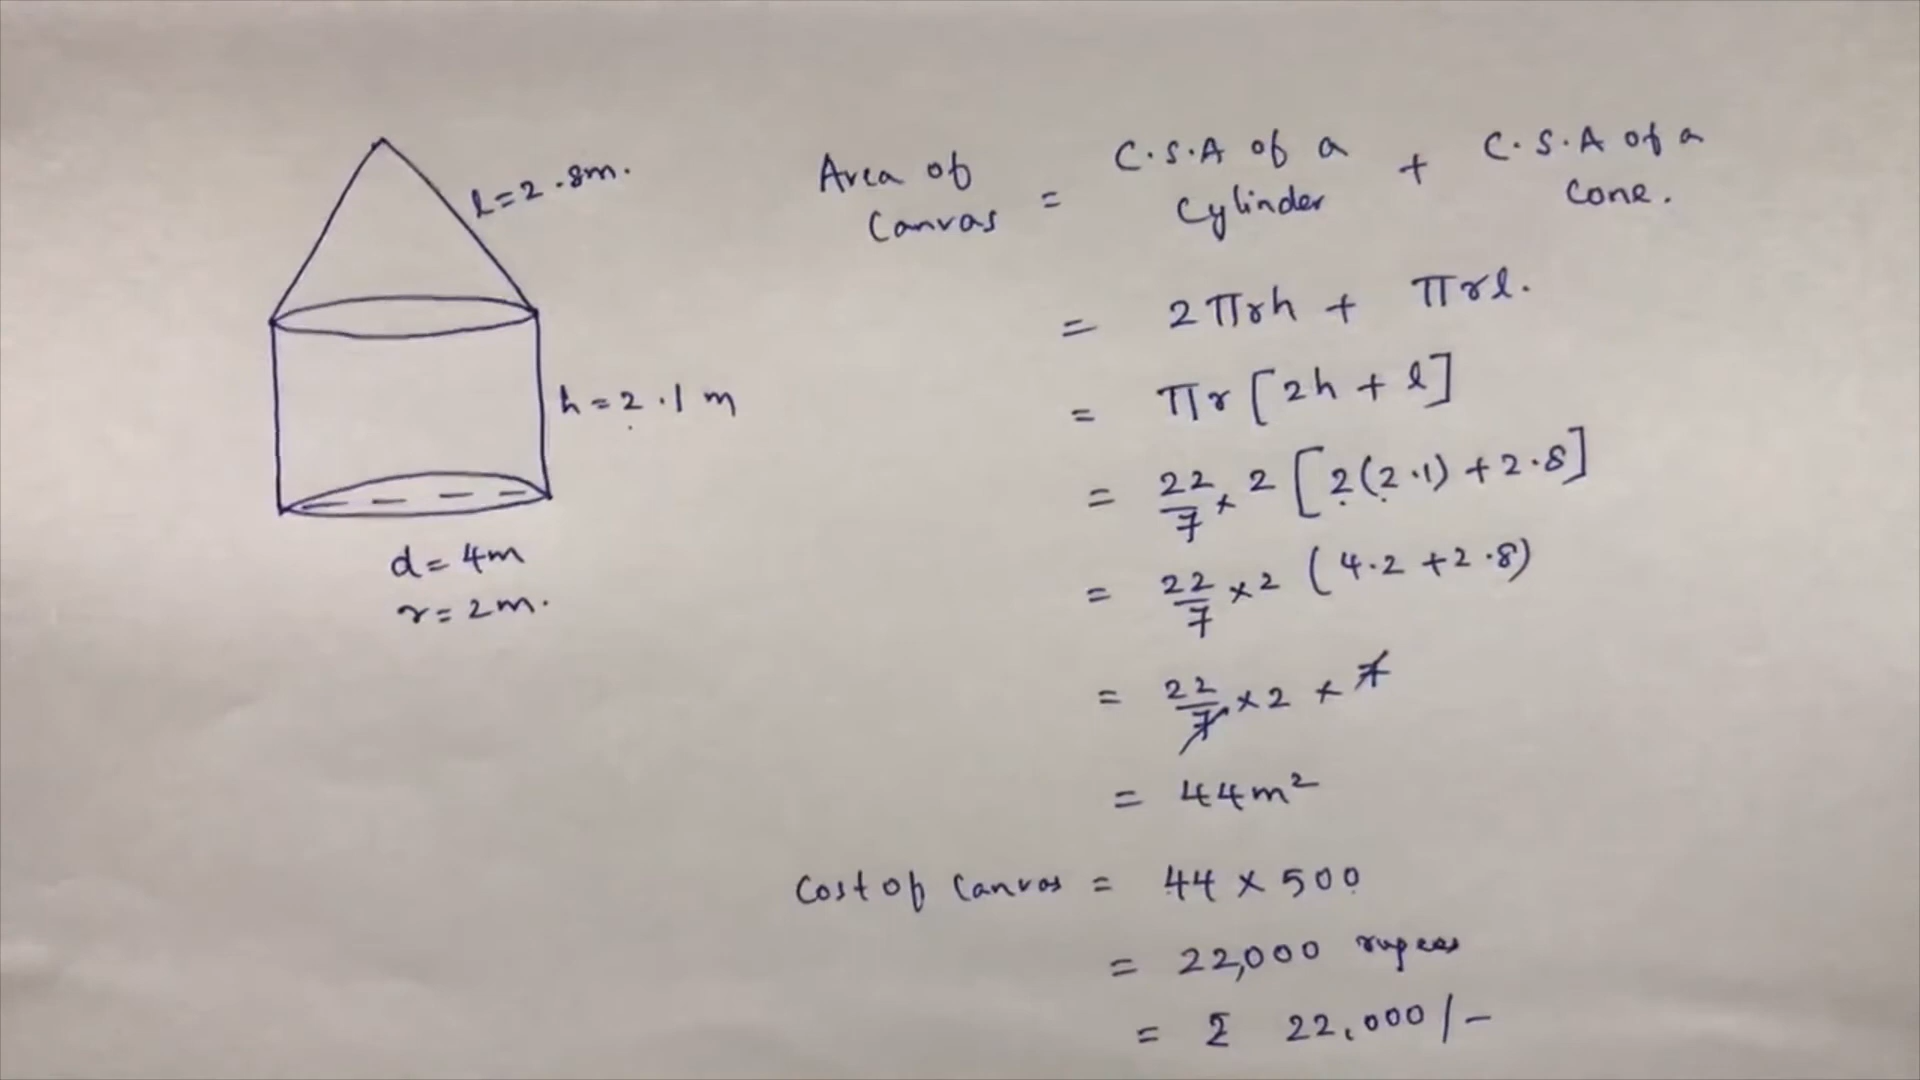 l=2.8m.
h=2.1 m
d=4m
r=2m.
Area of Canvas = C.S.A of a Cylinder + C.S.A of a Cone.
= 2πrh + πrl.
= πr[2h + l]
= 22/7 × 2 [2(2.1)+2.8]
= 22/7 ×2 (4.2 +2.8)
= 22/7 ×2 × 7
= 44m²
Cost of Canvas = 44 × 500
= 22,000 rupees
= ₹ 22,000/-